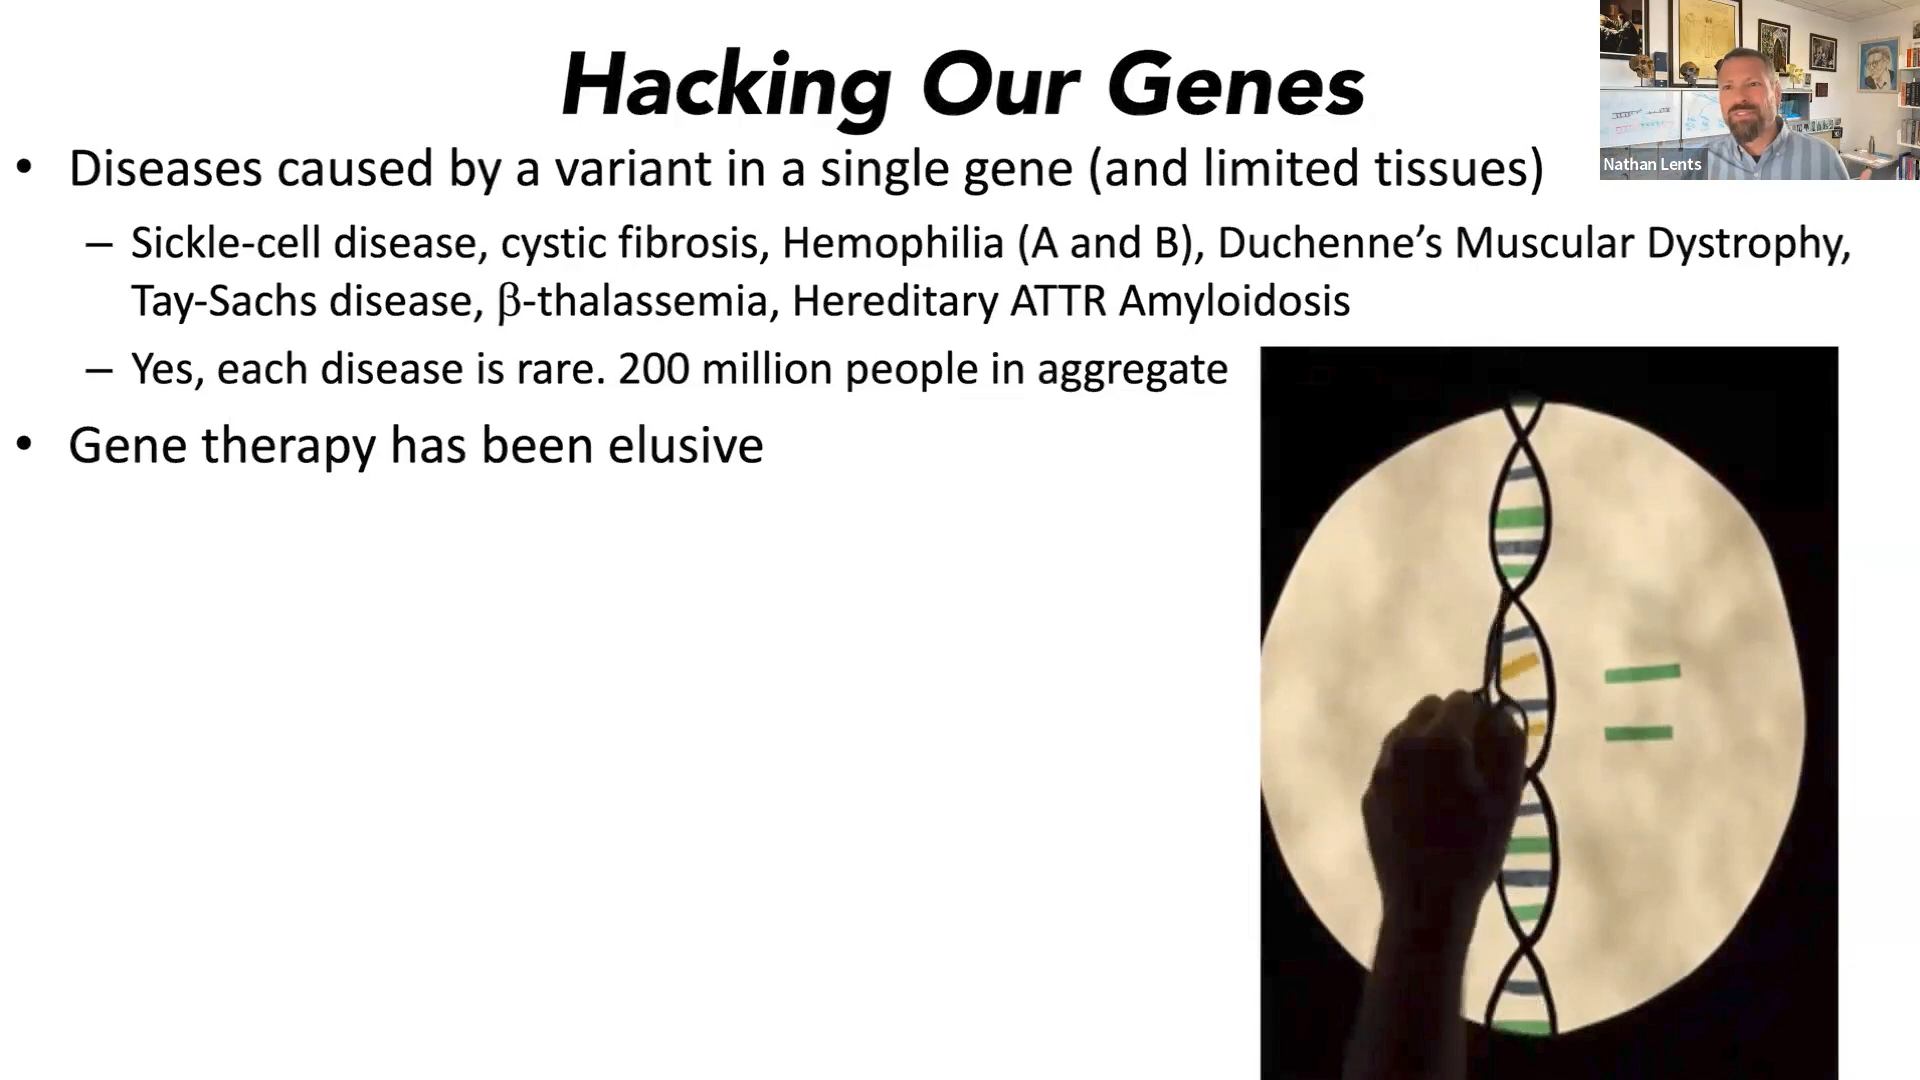 Hacking Our Genes
• Diseases caused by a variant in a single gene (and limited tissues)
– Sickle-cell disease, cystic fibrosis, Hemophilia (A and B), Duchenne’s Muscular Dystrophy,
Tay-Sachs disease, β-thalassemia, Hereditary ATTR Amyloidosis
– Yes, each disease is rare. 200 million people in aggregate
• Gene therapy has been elusive
Nathan Lents